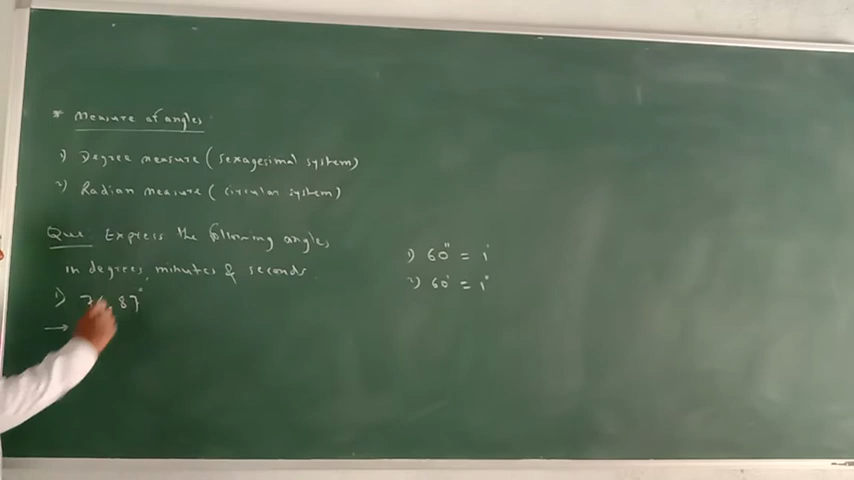 * Measure of angles
1) Degree measure (sexagesimal system)
2) Radian measure (circular system)
Que: Express the following angles
in degrees, minutes & seconds.
1) .87°
→
1) 60" = 1'
2) 60' = 1°